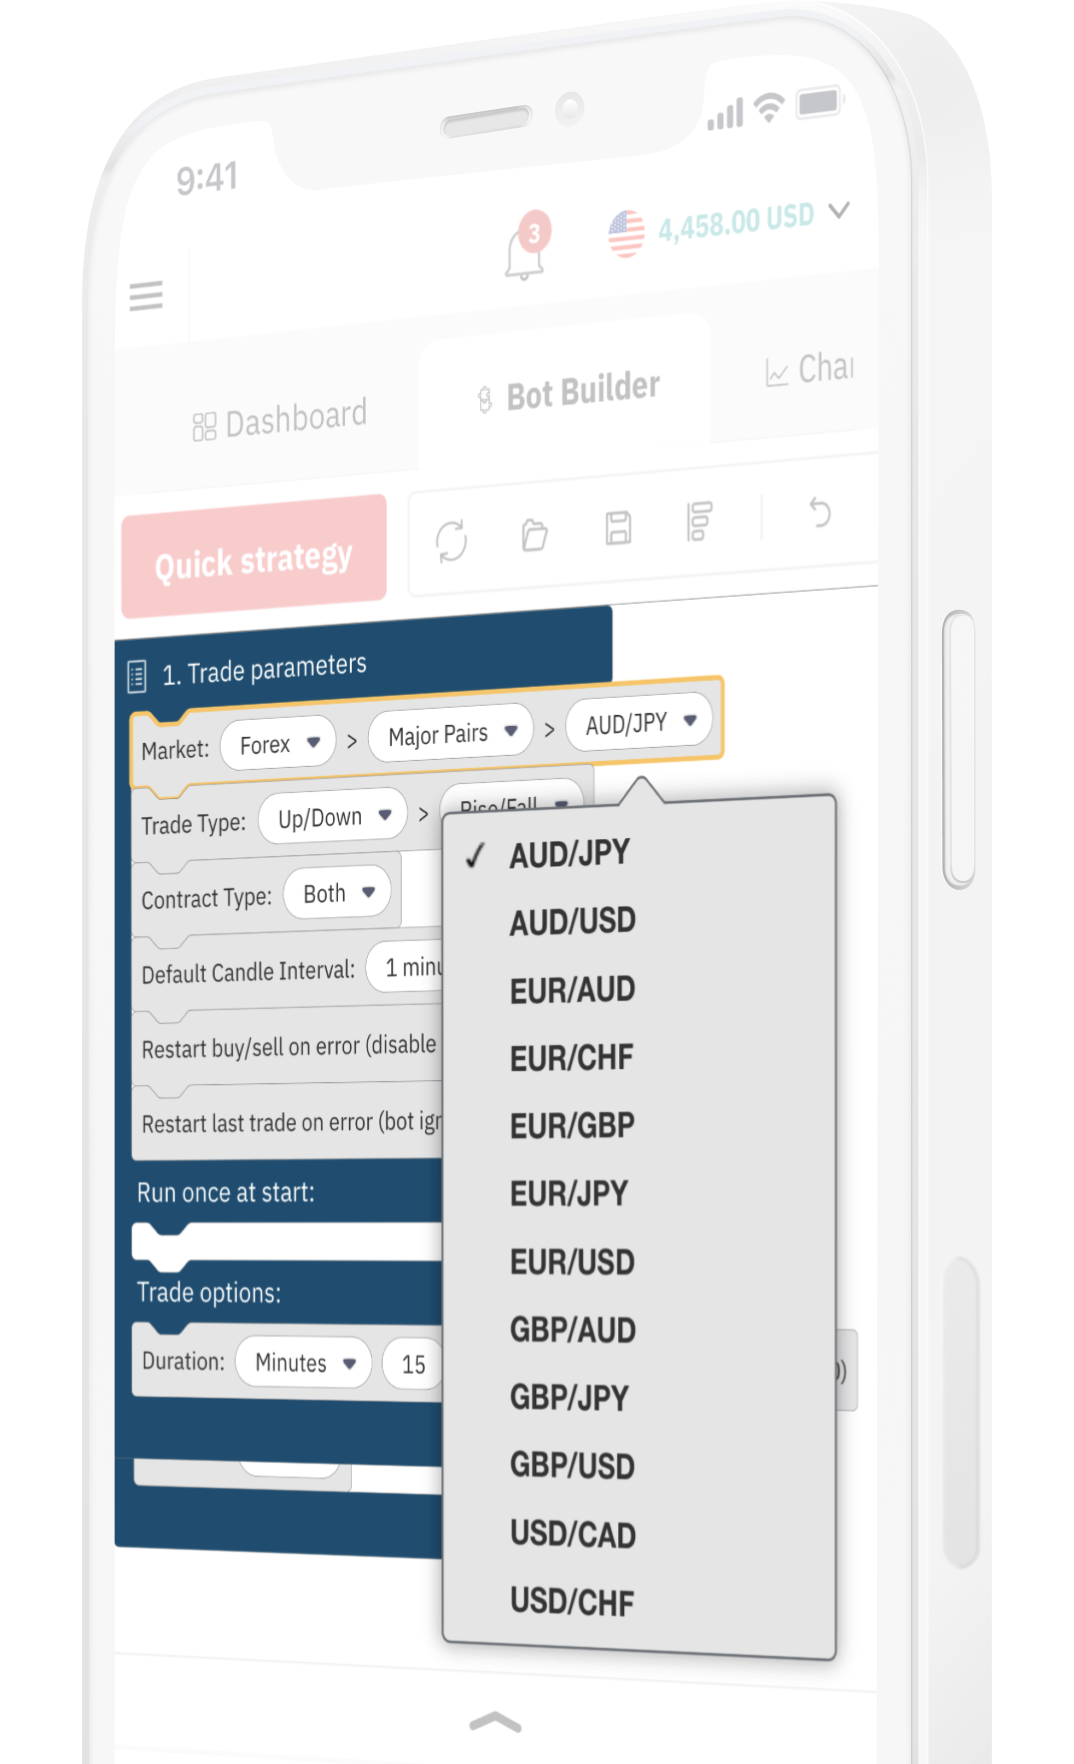 9:41
3
4,458.00 USD
Dashboard
Bot Builder
Quick strategy
1. Trade parameters
Market: Forex > Major Pairs > AUD/JPY
Trade Type: Up/Down > Rise/Fall
Contract Type: Both
Default Candle Interval: 1
Restart buy/sell on error (disable
Restart last trade on error (bot
Run once at start:
Trade options:
Duration: Minutes 15
✓ AUD/JPY
AUD/USD
EUR/AUD
EUR/CHF
EUR/GBP
EUR/JPY
EUR/USD
GBP/AUD
GBP/JPY
GBP/USD
USD/CAD
USD/CHF